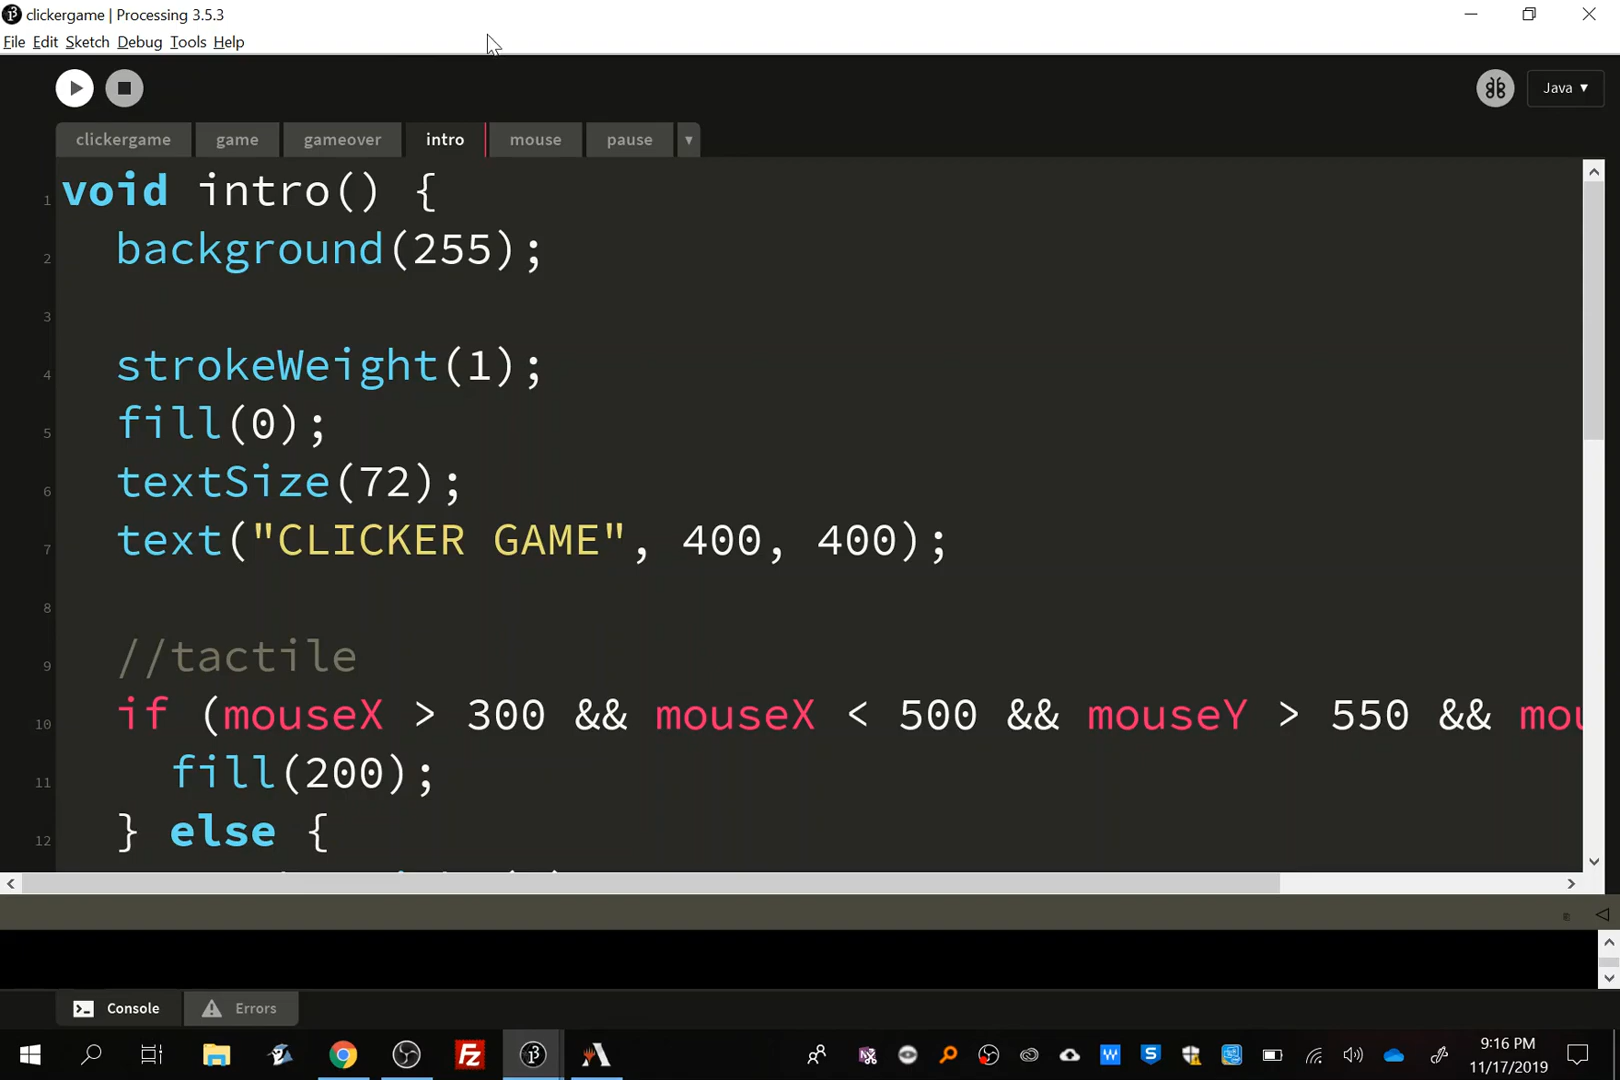 clickergame | Processing 3.5.3
File Edit Sketch Debug Tools Help
Java ▾
clickergame game gameover intro mouse pause ▾
1 void intro() {
2 background(255);
3
4 strokeWeight(1);
5 fill(0);
6 textSize(72);
7 text("CLICKER GAME", 400, 400);
8
9 //tactile
10 if (mouseX > 300 && mouseX < 500 && mouseY > 550 && mou
11 fill(200);
12 } else {
Console Errors
9:16 PM
11/17/2019